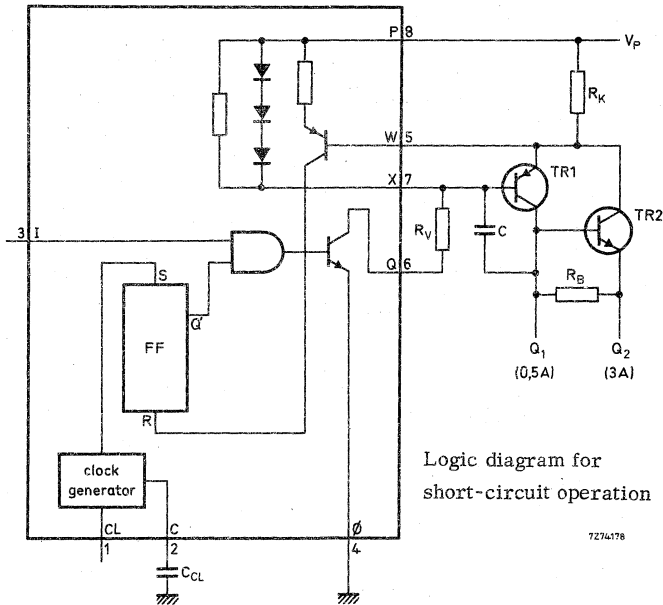 P 8
V_P
R_K
W 5
X 7
TR1
TR2
3 I
R_V
C
Q 6
R_B
S
Q'
FF
R
Q_1
Q_2
(0,5A)
(3A)
clock
generator
Logic diagram for
short-circuit operation
CL
C
Ø
1
2
4
7Z74178
C_CL